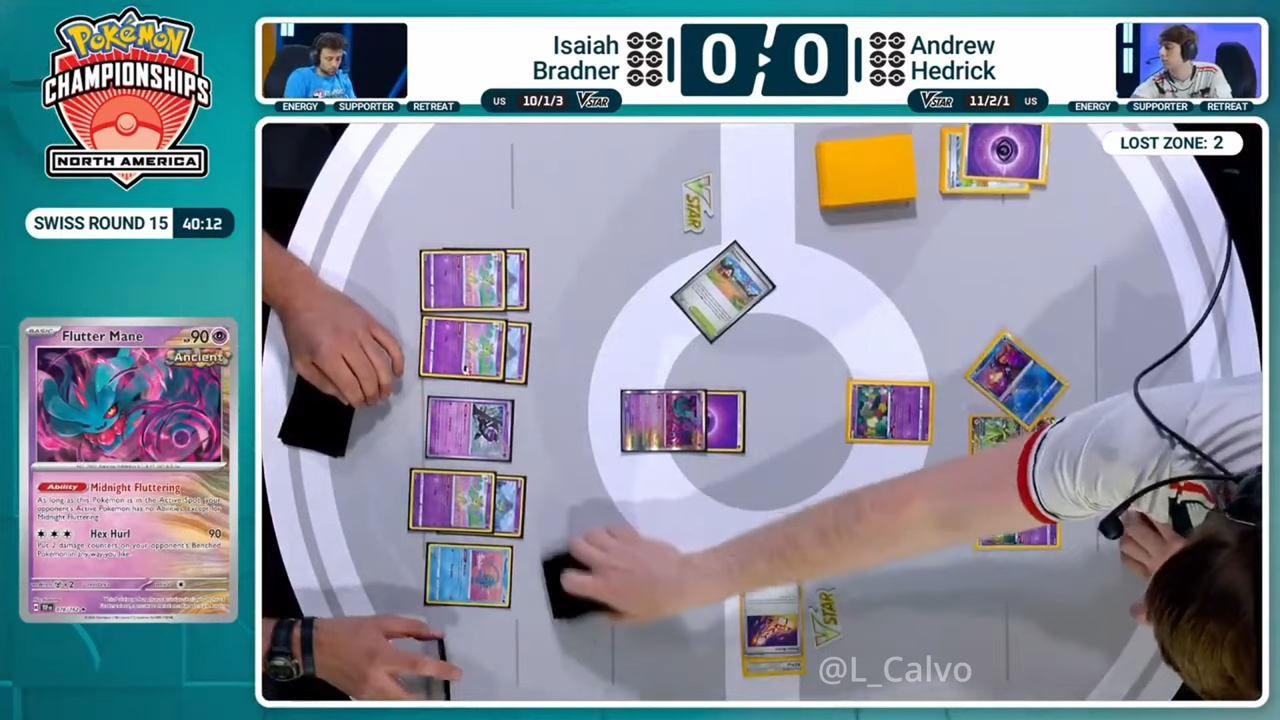 Pokémon
CHAMPIONSHIPS
NORTH AMERICA
SWISS ROUND 15
40:12
Isaiah
Bradner
0
0
Andrew
Hedrick
US
10/1/3
VSTAR
VSTAR
11/2/1
US
ENERGY
SUPPORTER
RETREAT
ENERGY
SUPPORTER
RETREAT
LOST ZONE: 2
VSTAR
VSTAR
BASIC
Flutter Mane
90
Ancient
Ability
Midnight Fluttering
As long as this Pokémon is in the Active Spot, your
opponent's Active Pokémon has no Abilities, except for
Midnight Fluttering.
Hex Hurl
90
Put 2 damage counters on your opponent's Benched
Pokémon in any way you like.
@L_Calvo